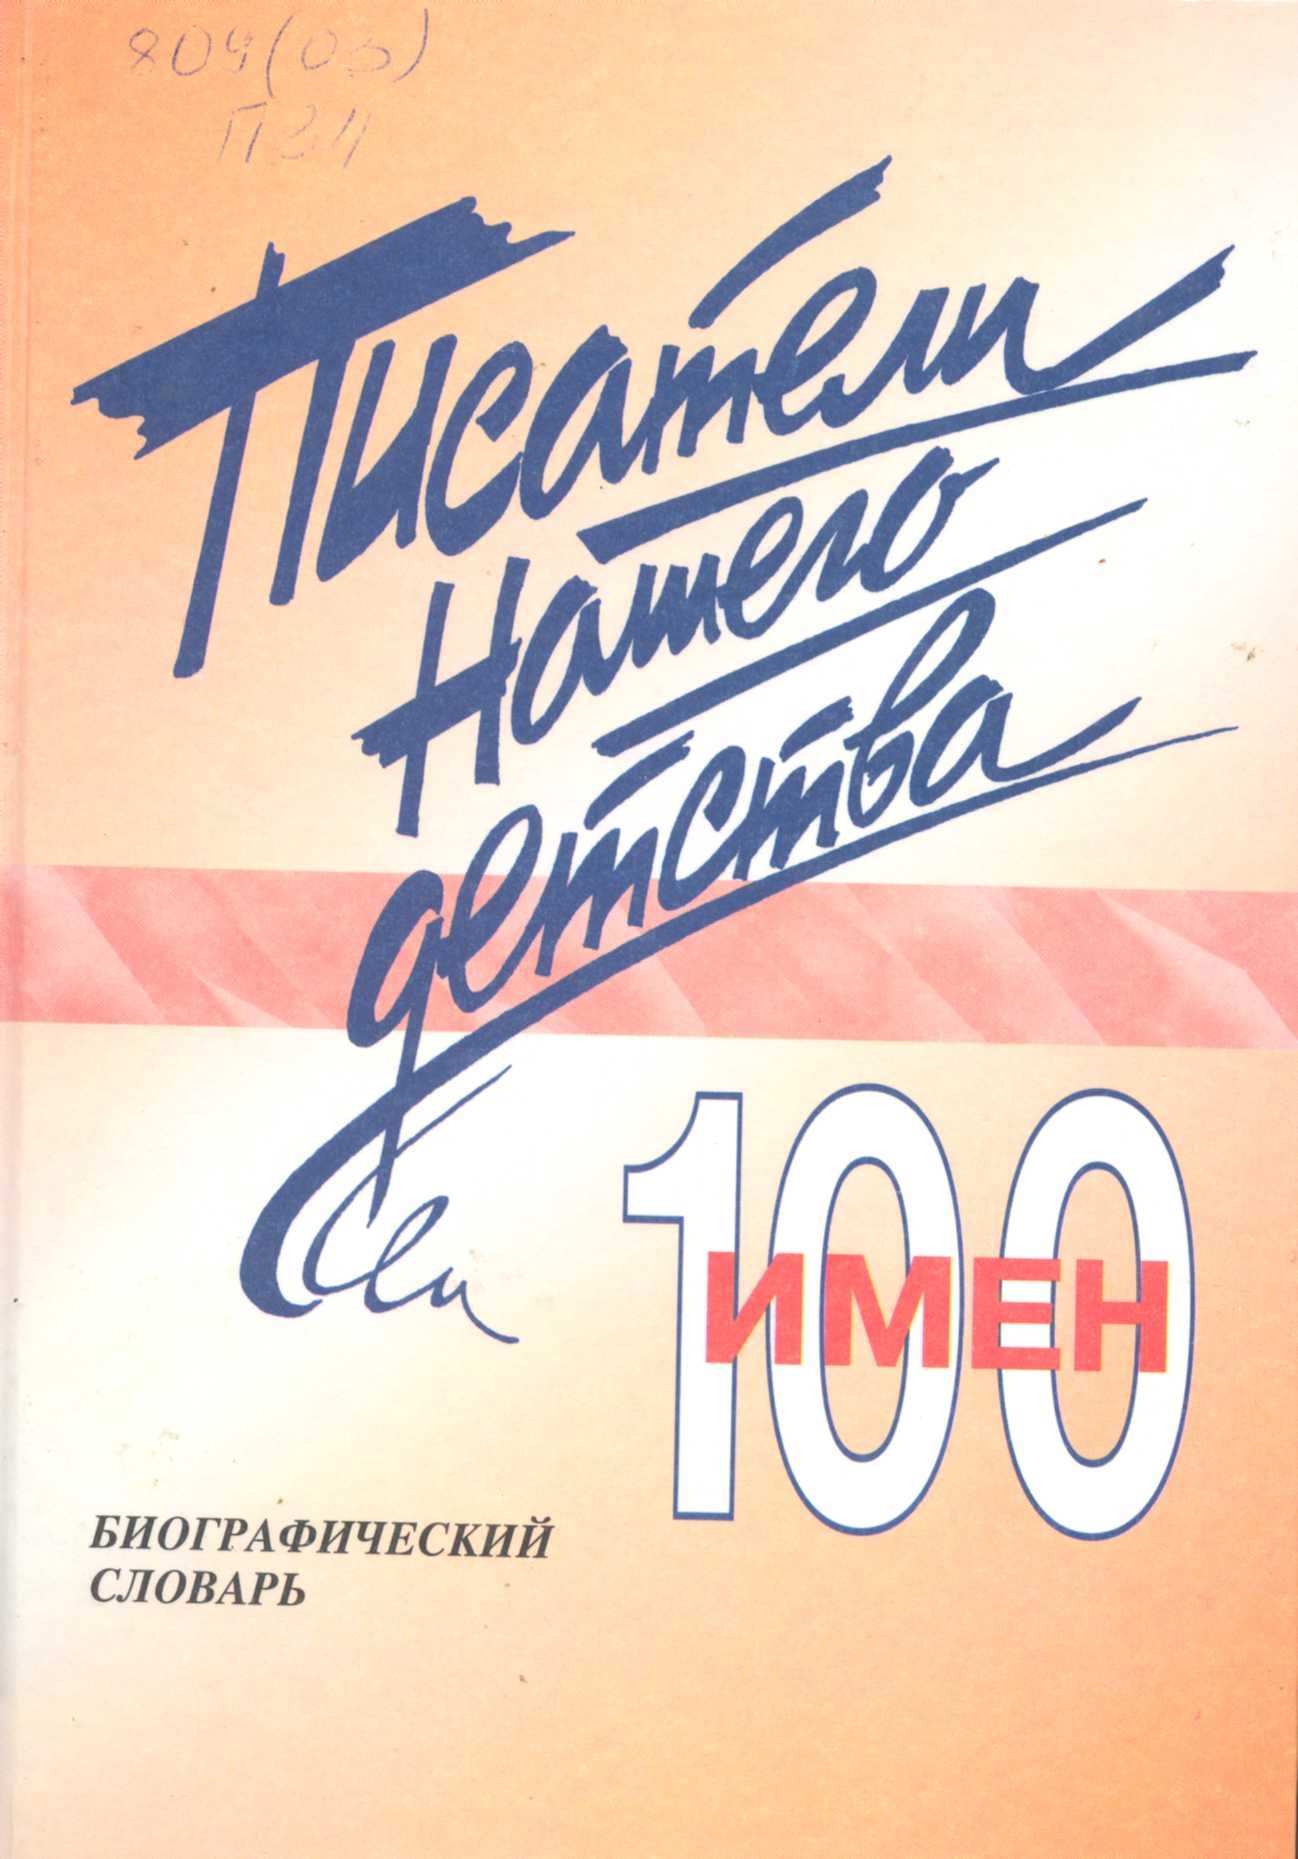 809(03)
П34
Писатели
нашего
детства
100
ИМЕН
БИОГРАФИЧЕСКИЙ
СЛОВАРЬ